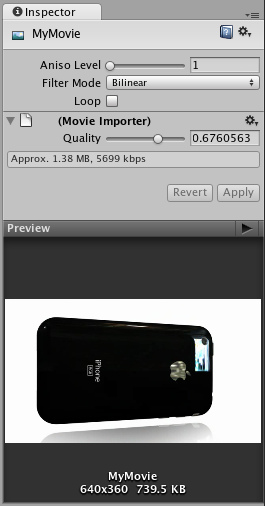 Inspector
MyMovie
Aniso Level 1
Filter Mode Bilinear
Loop
(Movie Importer)
Quality 0.6760563
Approx. 1.38 MB, 5699 kbps
Revert Apply
Preview
iPhone
MyMovie
640x360 739.5 KB